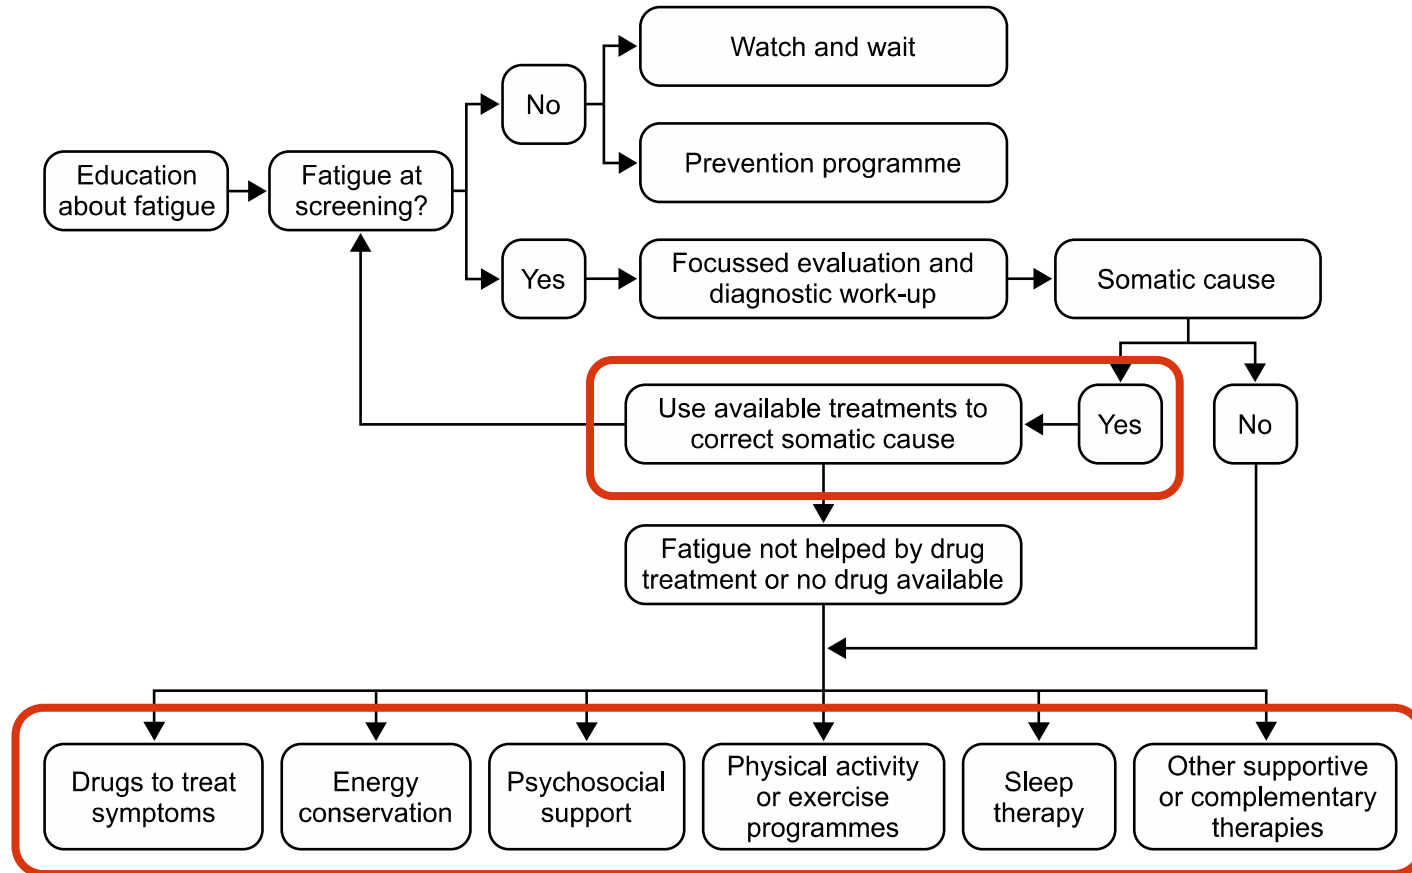 Watch and wait
No
Prevention programme
Education
about fatigue
Fatigue at
screening?
Yes
Focussed evaluation and
diagnostic work-up
Somatic cause
Use available treatments to
correct somatic cause
Yes
No
Fatigue not helped by drug
treatment or no drug available
Drugs to treat
symptoms
Energy
conservation
Psychosocial
support
Physical activity
or exercise
programmes
Sleep
therapy
Other supportive
or complementary
therapies